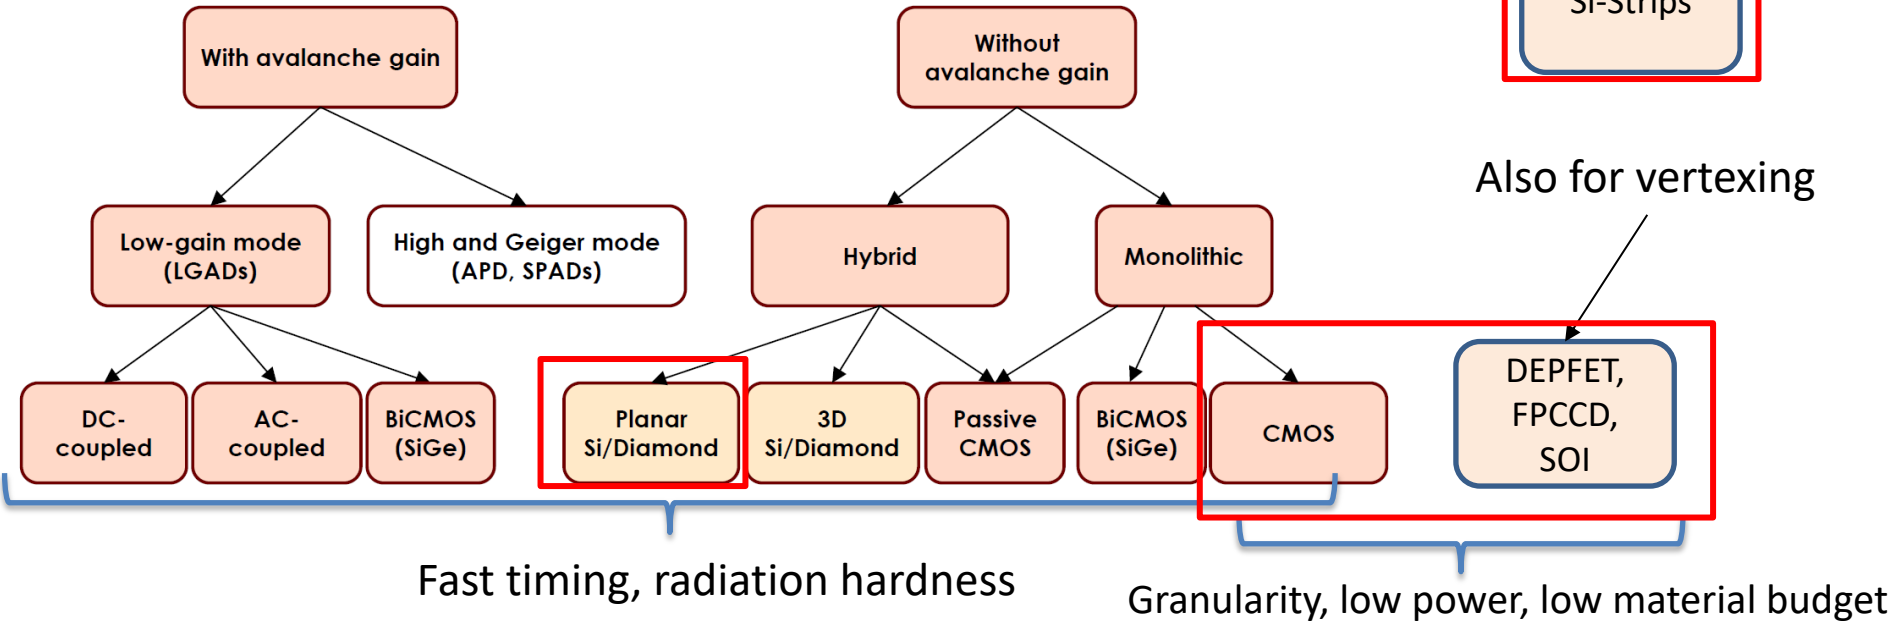 Si-Strips
With avalanche gain
Without
avalanche gain
Also for vertexing
Low-gain mode
(LGADs)
High and Geiger mode
(APD, SPADs)
Hybrid
Monolithic
DC-
coupled
AC-
coupled
BiCMOS
(SiGe)
Planar
Si/Diamond
3D
Si/Diamond
Passive
CMOS
BiCMOS
(SiGe)
CMOS
DEPFET,
FPCCD,
SOI
Fast timing, radiation hardness
Granularity, low power, low material budget